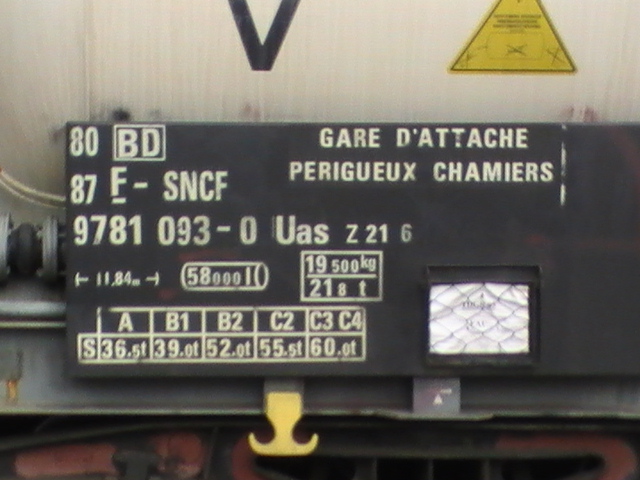 V
80 BD
87 F - SNCF
9781 093-0 Uas Z 21 6
GARE D'ATTACHE
PERIGUEUX CHAMIERS
11.84m
58000 l
19 500kg
21 8 t
A B1 B2 C2 C3 C4
S 36.5t 39.0t 52.0t 55.5t 60.0t